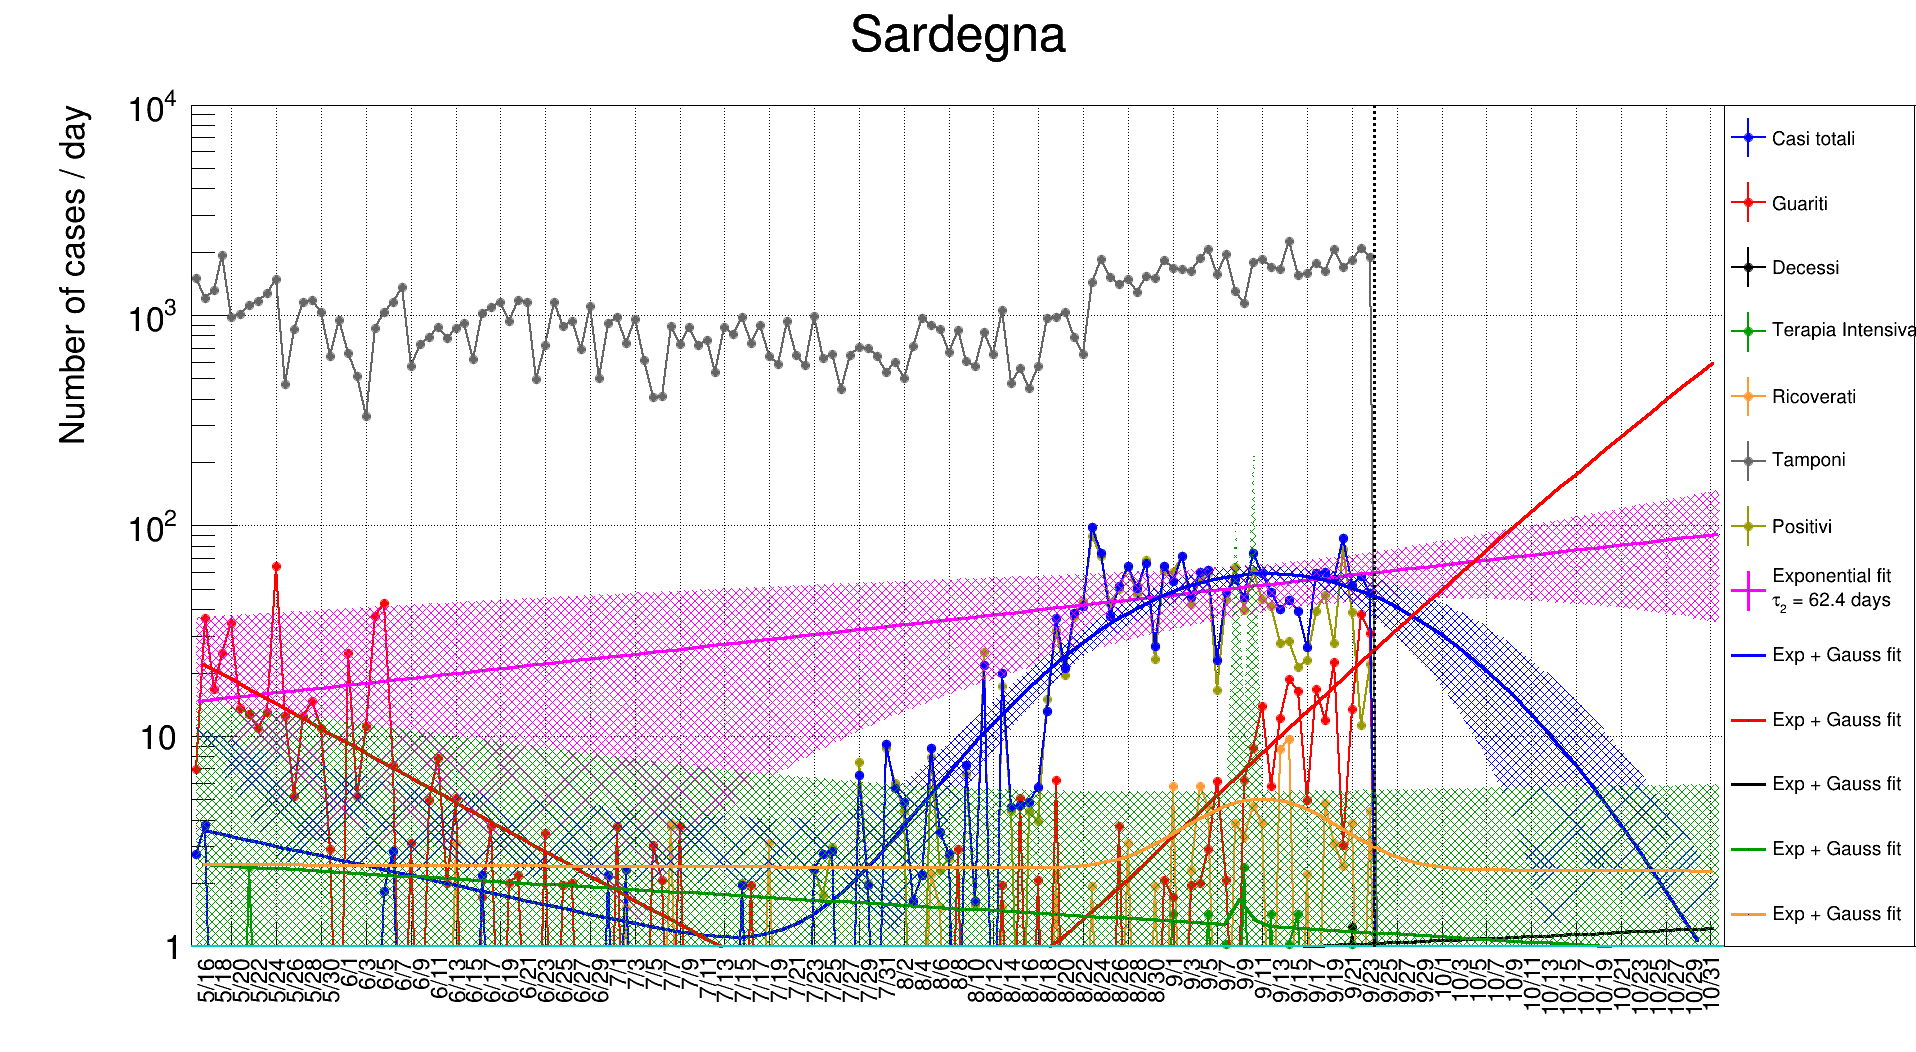 Sardegna
Number of cases / day
10^4
10^3
10^2
10
1
5/16 5/18 5/20 5/22 5/24 5/26 5/28 5/30 6/1 6/3 6/5 6/7 6/9 6/11 6/13 6/15 6/17 6/19 6/21 6/23 6/25 6/27 6/29 7/1 7/3 7/5 7/7 7/9 7/11 7/13 7/15 7/17 7/19 7/21 7/23 7/25 7/27 7/29 7/31 8/2 8/4 8/6 8/8 8/10 8/12 8/14 8/16 8/18 8/20 8/22 8/24 8/26 8/28 8/30 9/1 9/3 9/5 9/7 9/9 9/11 9/13 9/15 9/17 9/19 9/21 9/23 9/25 9/27 9/29 10/1 10/3 10/5 10/7 10/9 10/11 10/13 10/15 10/17 10/19 10/21 10/23 10/25 10/27 10/29 10/31
Casi totali
Guariti
Decessi
Terapia Intensiva
Ricoverati
Tamponi
Positivi
Exponential fit
τ₂ = 62.4 days
Exp + Gauss fit
Exp + Gauss fit
Exp + Gauss fit
Exp + Gauss fit
Exp + Gauss fit